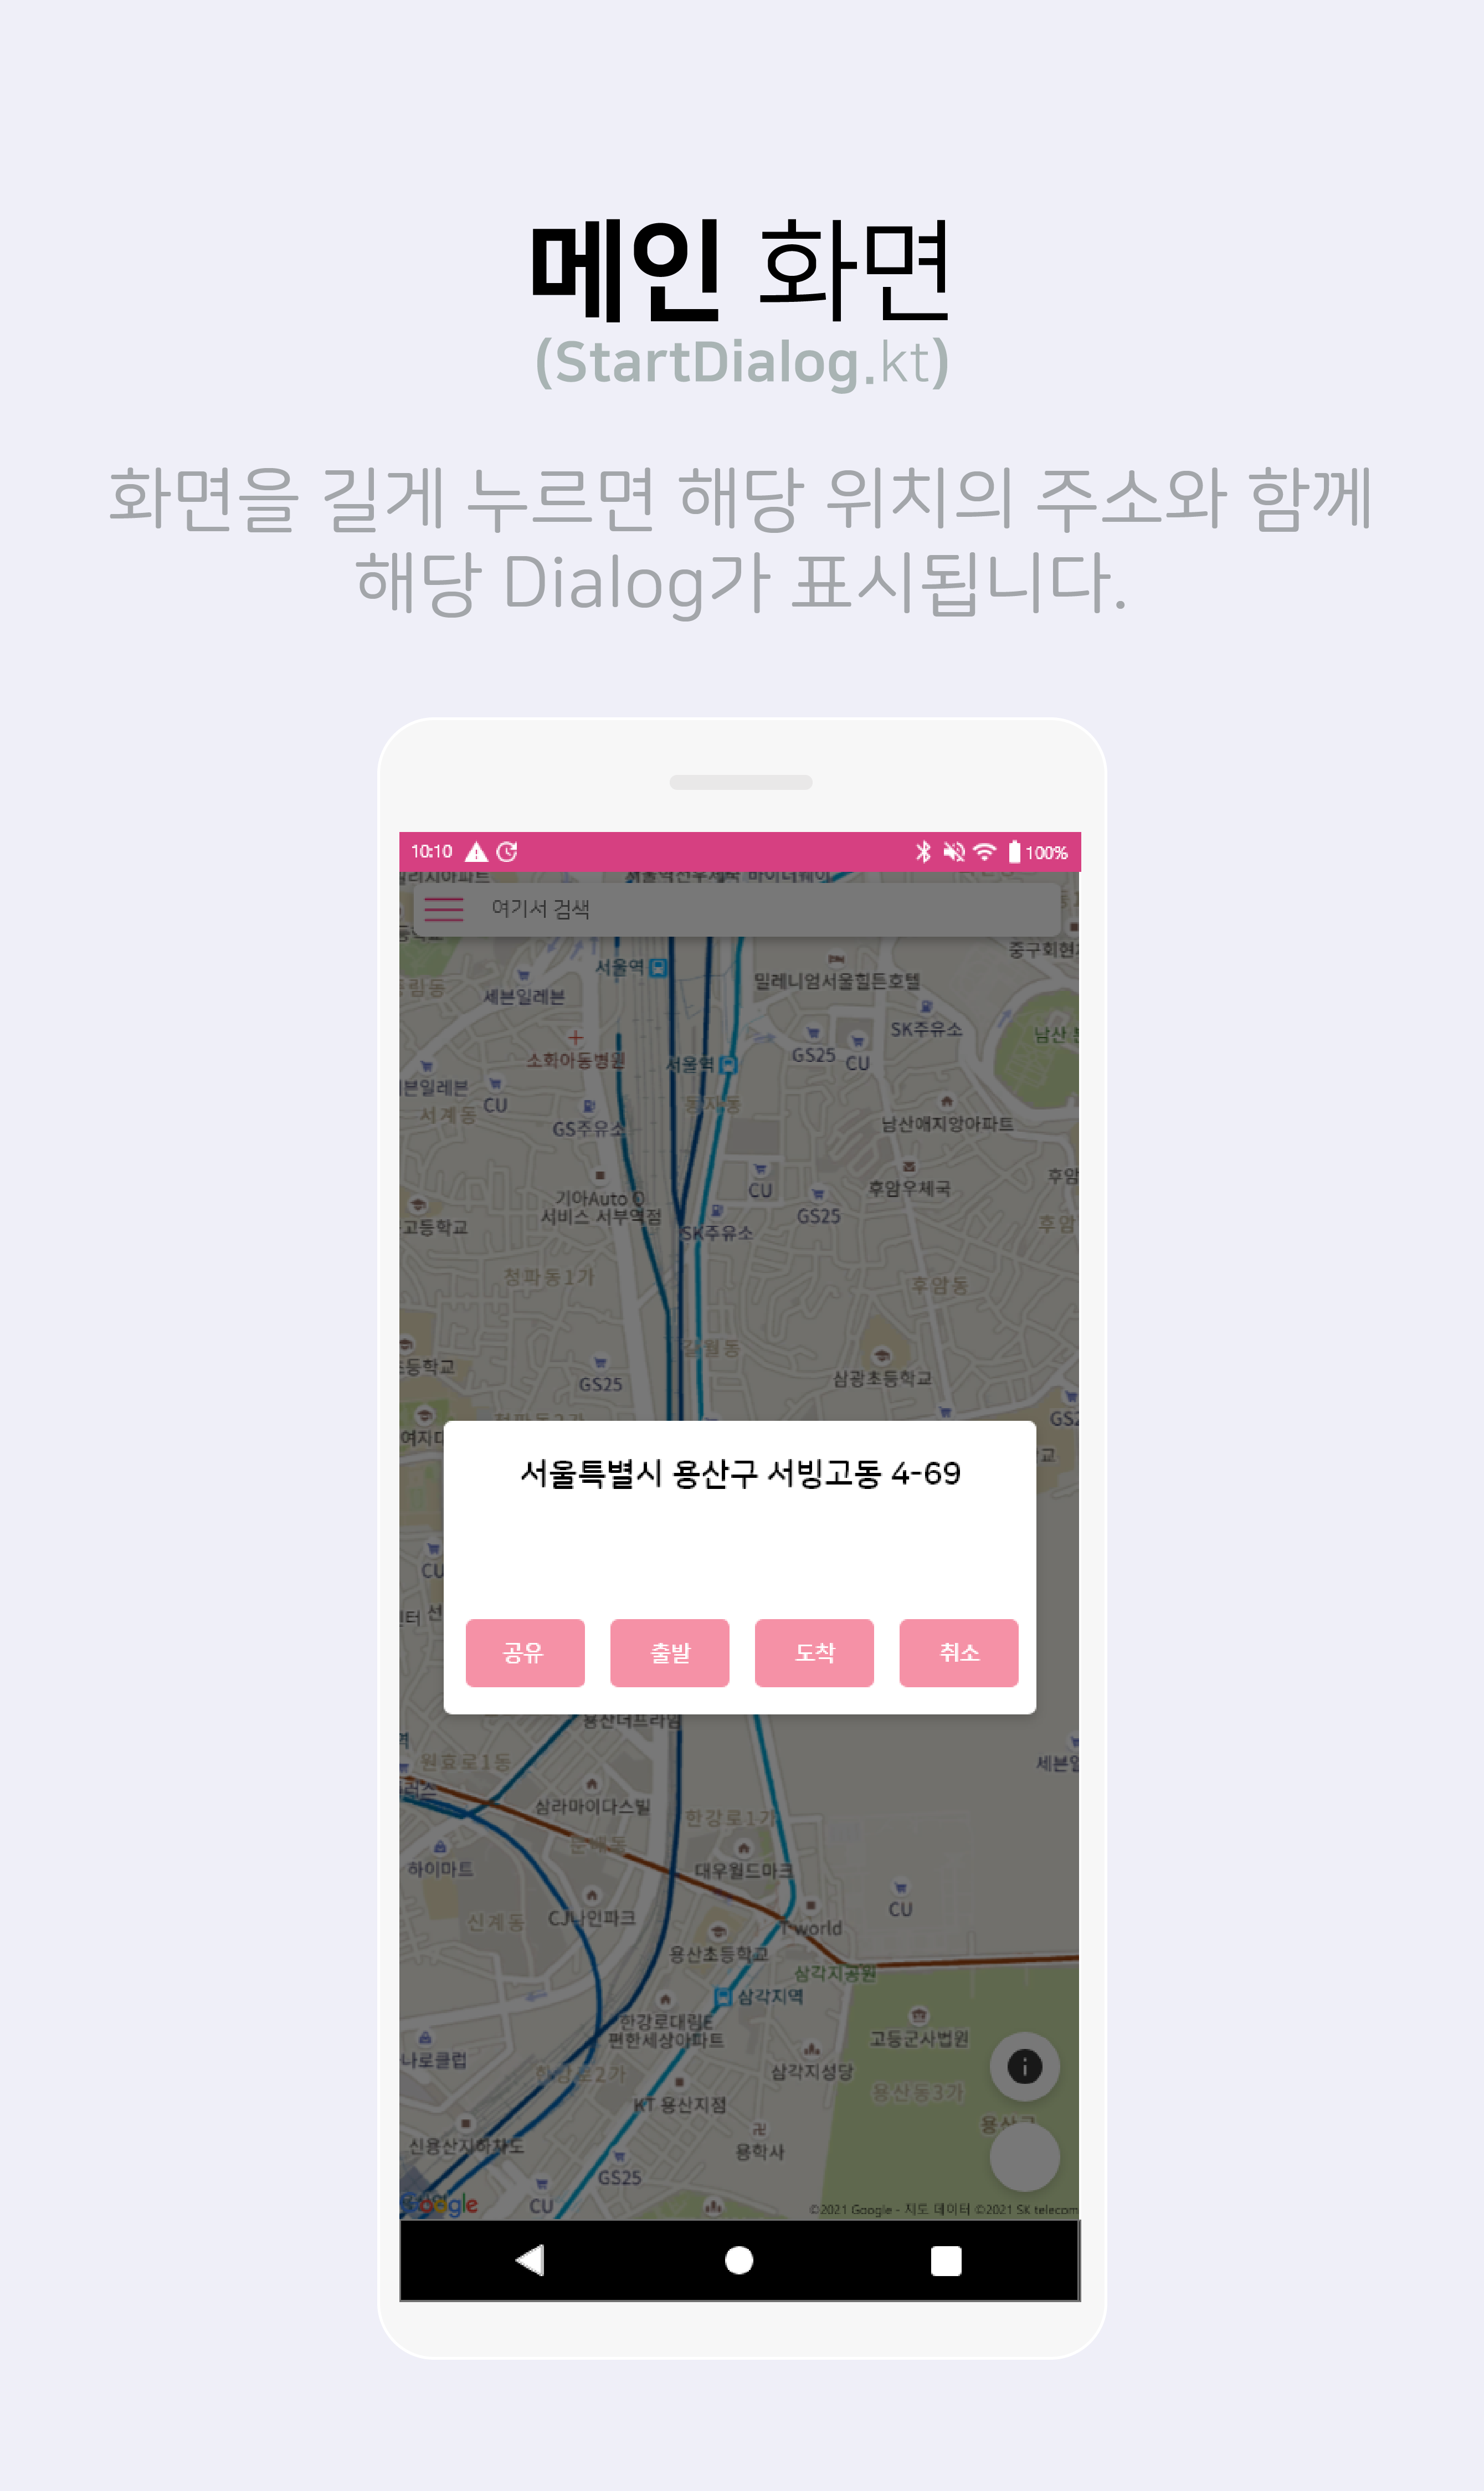 메인 화면
(StartDialog.kt)
화면을 길게 누르면 해당 위치의 주소와 함께
해당 Dialog가 표시됩니다.
10:10
100%
여기서 검색
중구회현
서울역
밀레니엄서울힐튼호텔
세븐일레븐
SK주유소
남산
소화아동병원
서울역
GS25
CU
븐일레븐
CU
서계동
동자동
GS주유소
남산애지앙아파트
기아Auto Q
서비스 서부역점
CU
후암우체국
후암
고등학교
SK주유소
GS25
후암
청파동1가
후암동
갈월동
초등학교
GS25
삼광초등학교
서울특별시 용산구 서빙고동 4-69
CU
공유
출발
도착
취소
용산더프라임
원효로1동
세븐일
삼라마이다스빌
한강로1가
문배동
하이마트
대우월드마크
신계동
CJ나인파크
CU
T world
용산초등학교
삼각지공원
삼각지역
한강로대림E
편한세상아파트
고등군사법원
나로클럽
한강로2가
삼각지성당
용산동3가
KT 용산지점
신용산지하차도
용학사
GS25
Google
CU
©2021 Google - 지도 데이터 ©2021 SK telecom